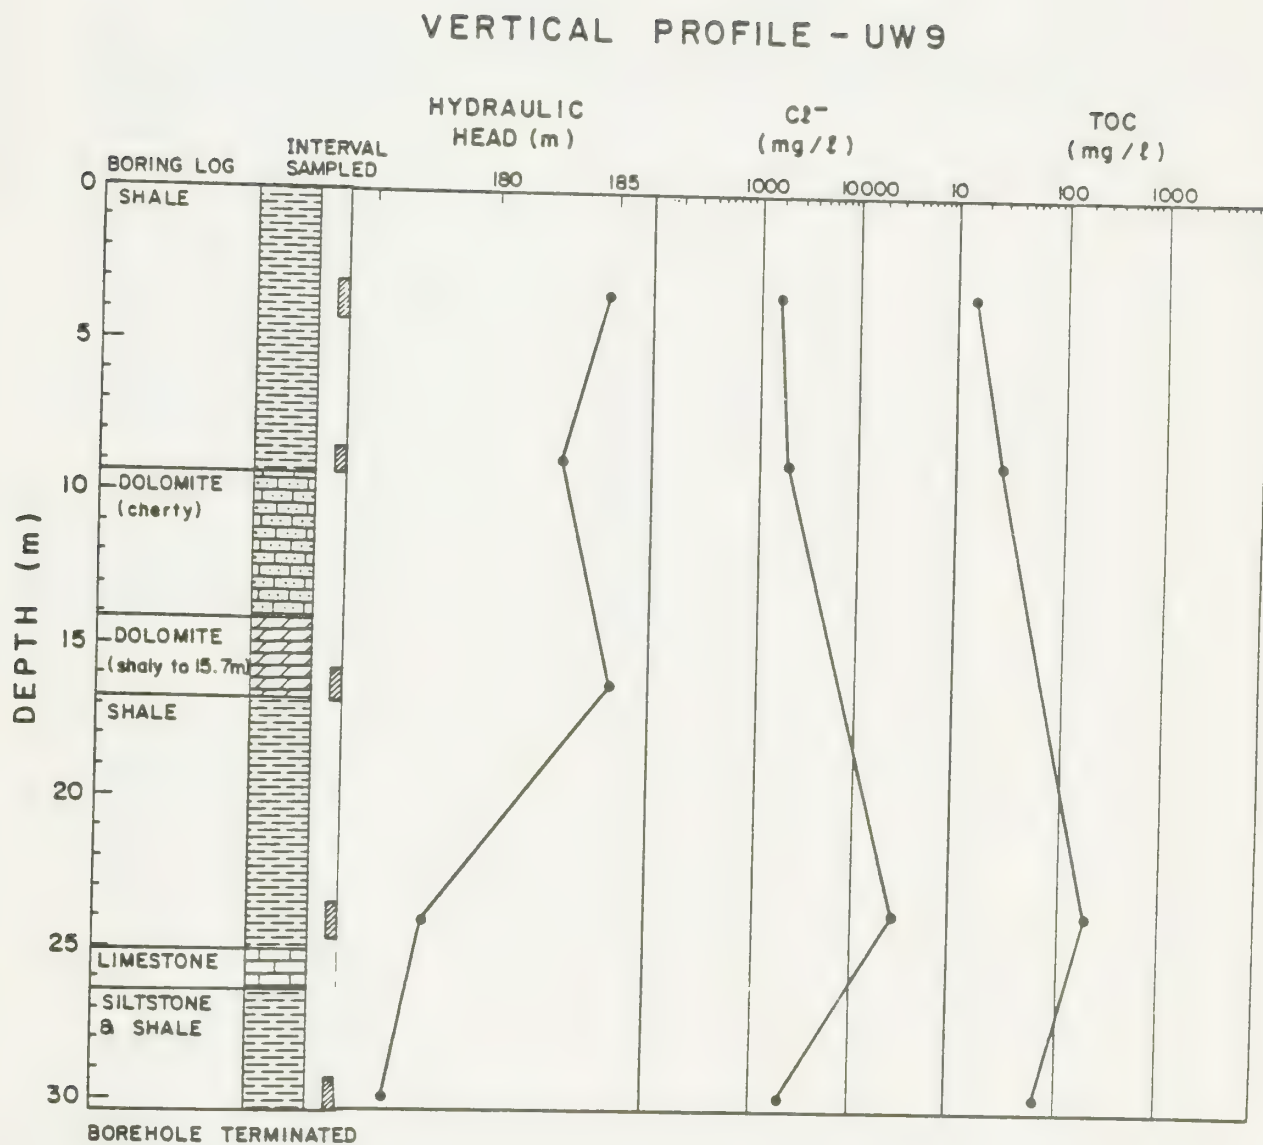 VERTICAL PROFILE - UW9
HYDRAULIC
HEAD (m)
Cℓ⁻
(mg/ℓ)
TOC
(mg/ℓ)
BORING LOG
INTERVAL
SAMPLED
180
185
1000
10000
10
100
1000
0
SHALE
5
10
DOLOMITE
(cherty)
15
DOLOMITE
(shaly to 15.7m)
SHALE
20
25
LIMESTONE
SILTSTONE
& SHALE
30
DEPTH (m)
BOREHOLE TERMINATED